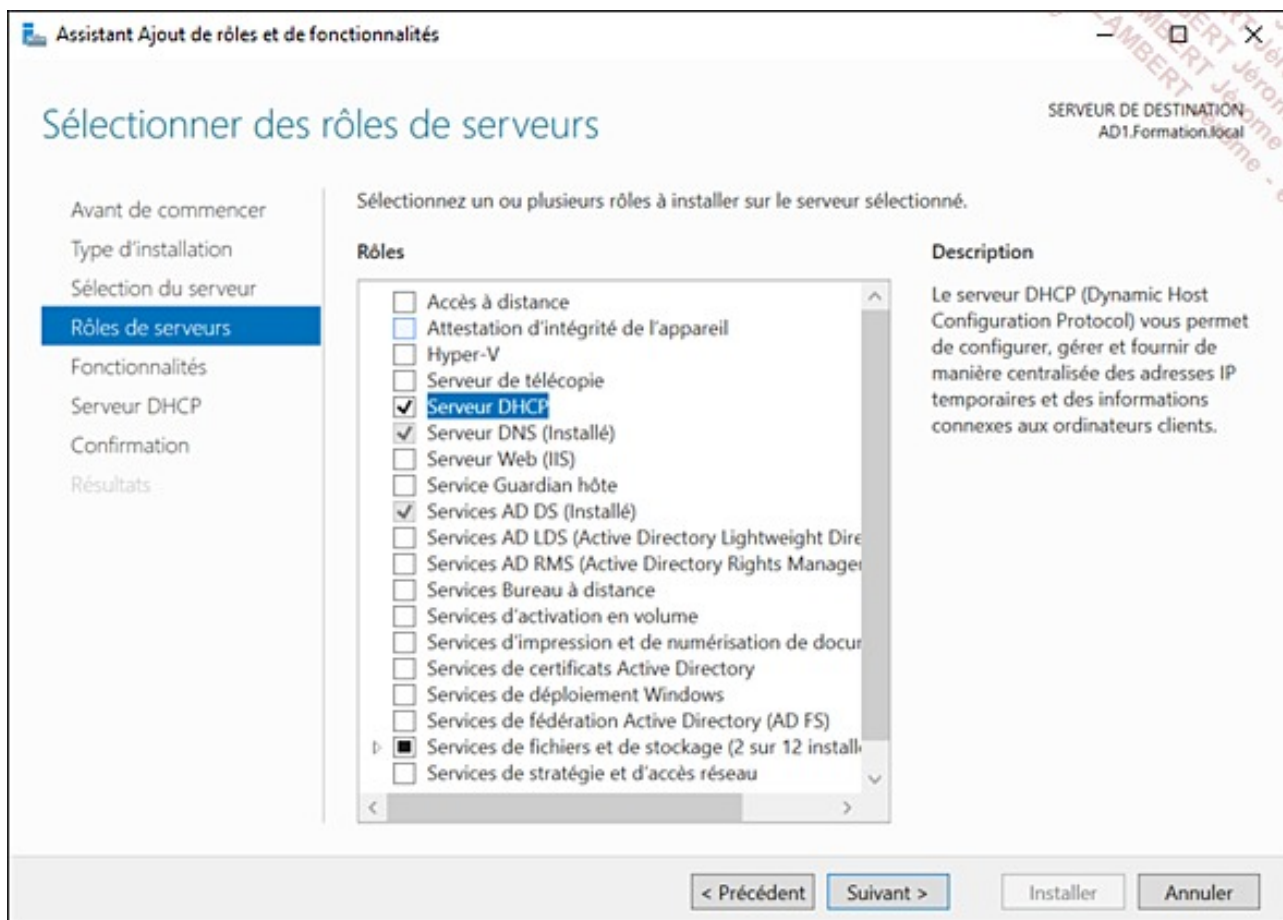 Assistant Ajout de rôles et de fonctionnalités
Sélectionner des rôles de serveurs
SERVEUR DE DESTINATION
AD1.Formation.local
Avant de commencer
Type d'installation
Sélection du serveur
Rôles de serveurs
Fonctionnalités
Serveur DHCP
Confirmation
Résultats
Sélectionnez un ou plusieurs rôles à installer sur le serveur sélectionné.
Rôles
Accès à distance
Attestation d'intégrité de l'appareil
Hyper-V
Serveur de télécopie
Serveur DHCP
Serveur DNS (Installé)
Serveur Web (IIS)
Service Guardian hôte
Services AD DS (Installé)
Services AD LDS (Active Directory Lightweight Dire
Services AD RMS (Active Directory Rights Manager
Services Bureau à distance
Services d'activation en volume
Services d'impression et de numérisation de docur
Services de certificats Active Directory
Services de déploiement Windows
Services de fédération Active Directory (AD FS)
Services de fichiers et de stockage (2 sur 12 install
Services de stratégie et d'accès réseau
Description
Le serveur DHCP (Dynamic Host
Configuration Protocol) vous permet
de configurer, gérer et fournir de
manière centralisée des adresses IP
temporaires et des informations
connexes aux ordinateurs clients.
< Précédent
Suivant >
Installer
Annuler
LAMBERT Jérôme